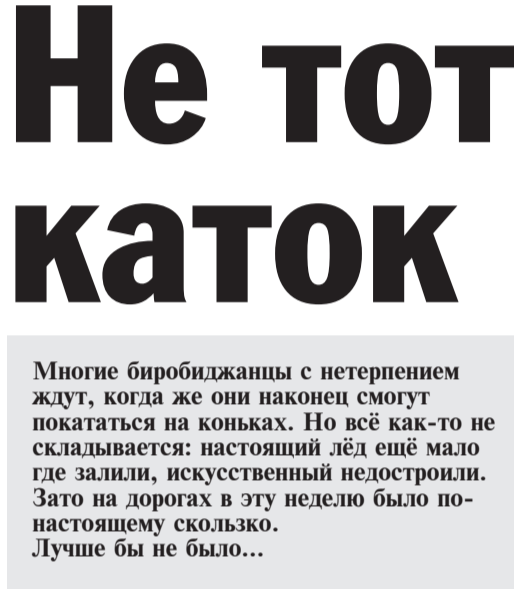 Не тот
каток
Многие биробиджанцы с нетерпением
ждут, когда же они наконец смогут
покататься на коньках. Но всё как-то не
складывается: настоящий лёд ещё мало
где залили, искусственный недостроили.
Зато на дорогах в эту неделю было по-
настоящему скользко.
Лучше бы не было...